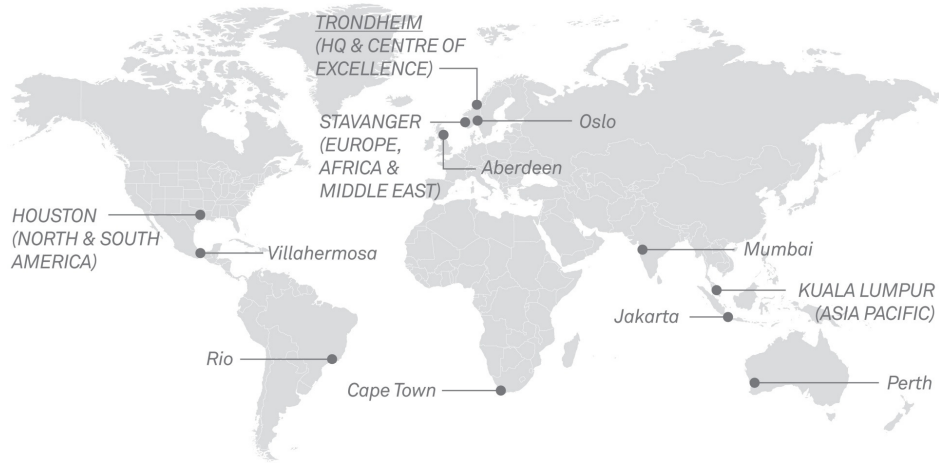 TRONDHEIM
(HQ & CENTRE OF
EXCELLENCE)
STAVANGER
(EUROPE,
AFRICA &
MIDDLE EAST)
Oslo
Aberdeen
HOUSTON
(NORTH & SOUTH
AMERICA)
Villahermosa
Mumbai
KUALA LUMPUR
(ASIA PACIFIC)
Jakarta
Rio
Cape Town
Perth